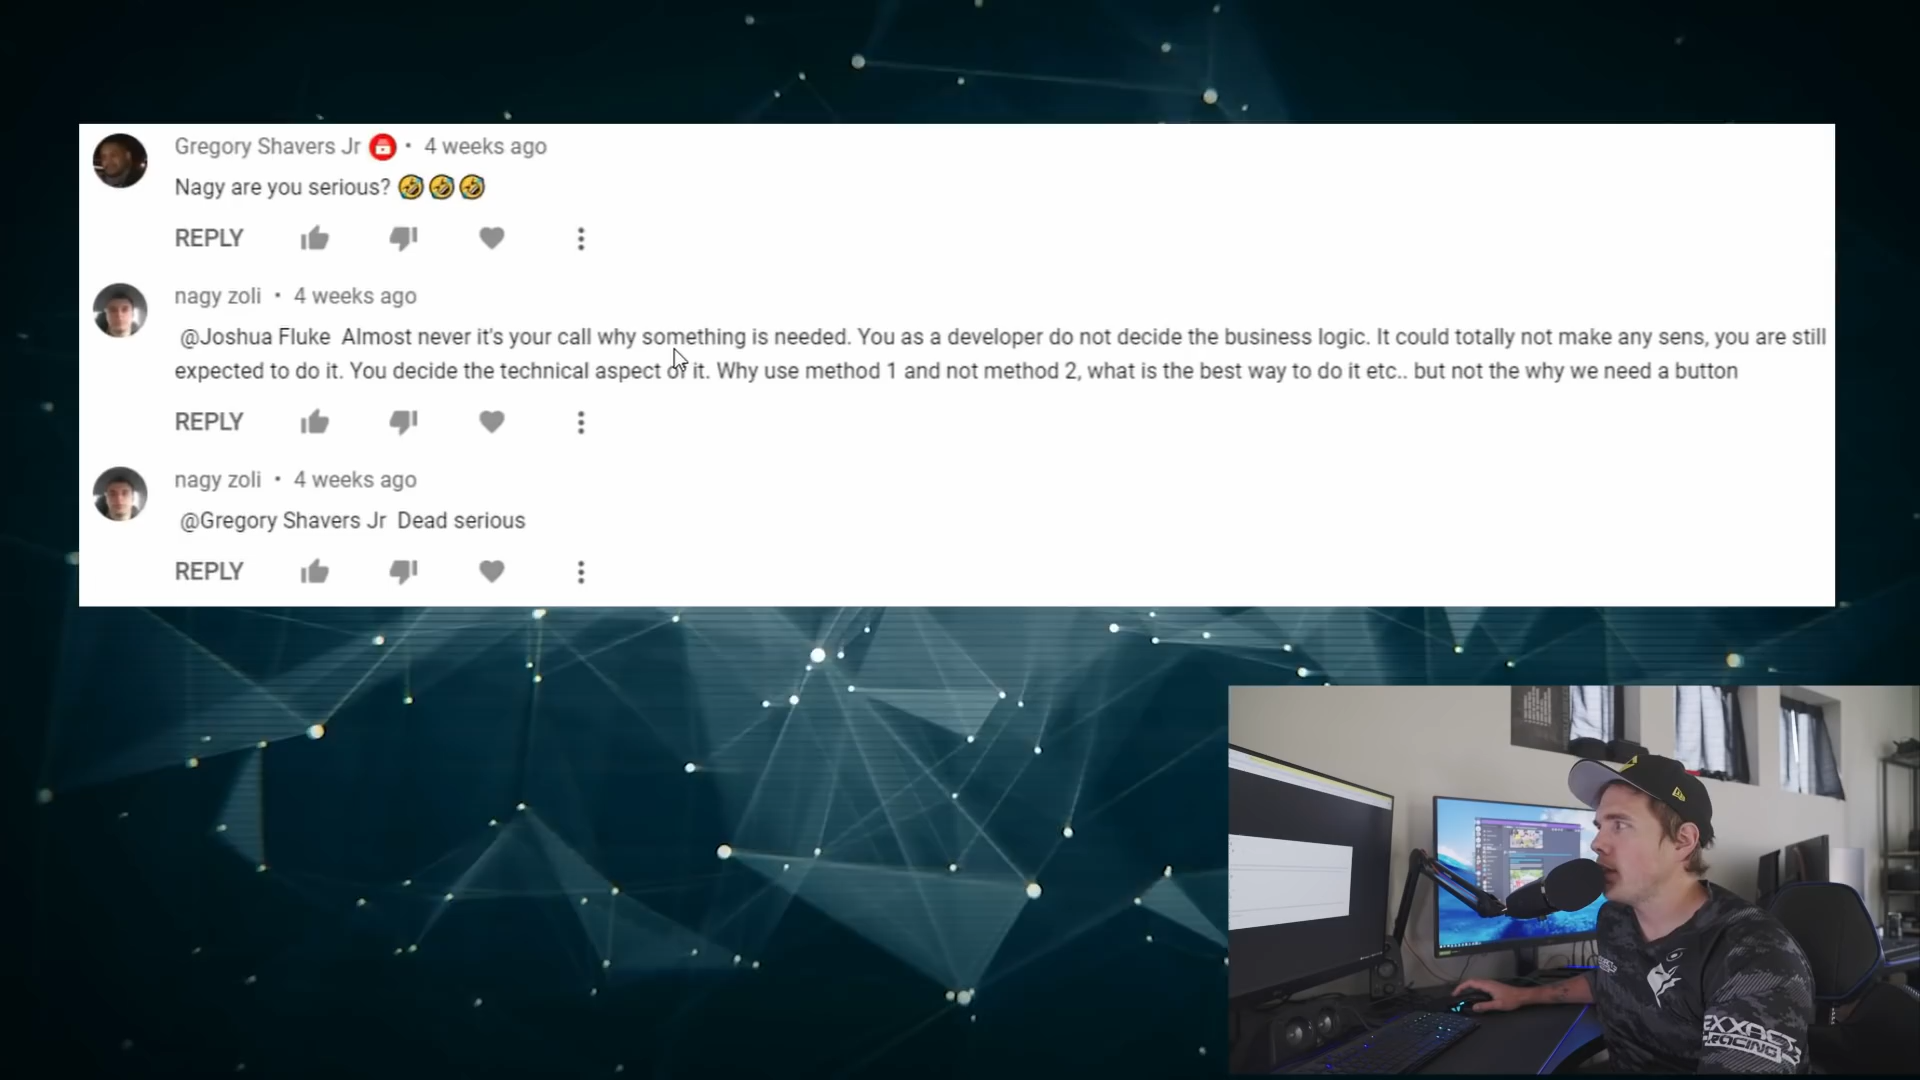 Gregory Shavers Jr • 4 weeks ago
Nagy are you serious? 🤣🤣🤣
REPLY
nagy zoli • 4 weeks ago
@Joshua Fluke Almost never it's your call why something is needed. You as a developer do not decide the business logic. It could totally not make any sens, you are still
expected to do it. You decide the technical aspect of it. Why use method 1 and not method 2, what is the best way to do it etc.. but not the why we need a button
REPLY
nagy zoli • 4 weeks ago
@Gregory Shavers Jr Dead serious
REPLY
RACING